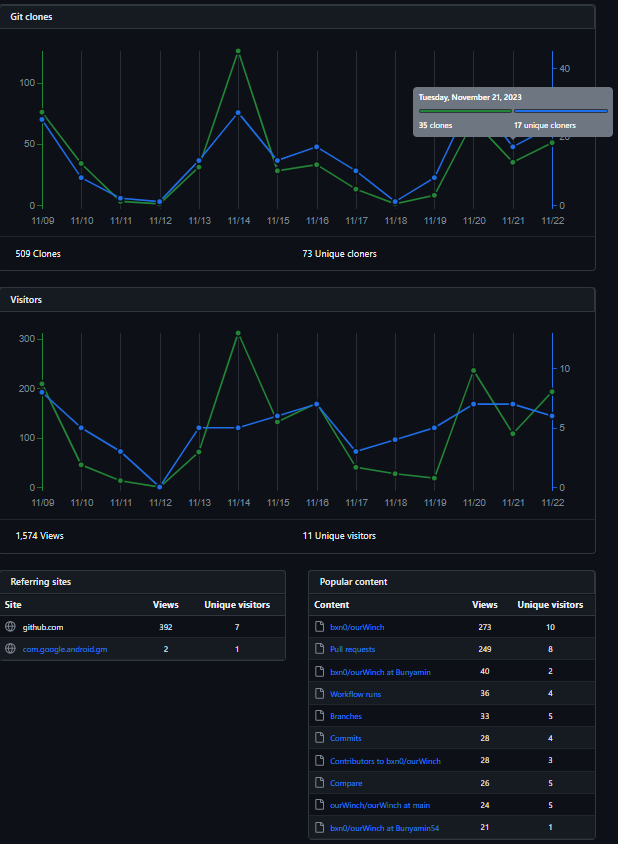 Git clones
100
50
0
40
20
0
Tuesday, November 21, 2023
35 clones 17 unique cloners
11/09 11/10 11/11 11/12 11/13 11/14 11/15 11/16 11/17 11/18 11/19 11/20 11/21 11/22
509 Clones 73 Unique cloners
Visitors
300
200
100
0
10
5
0
11/09 11/10 11/11 11/12 11/13 11/14 11/15 11/16 11/17 11/18 11/19 11/20 11/21 11/22
1,574 Views 11 Unique visitors
Referring sites
Site Views Unique visitors
github.com 392 7
com.google.android.gm 2 1
Popular content
Content Views Unique visitors
bxn0/ourWinch 273 10
Pull requests 249 8
bxn0/ourWinch at Bunyamin 40 2
Workflow runs 36 4
Branches 33 5
Commits 28 4
Contributors to bxn0/ourWinch 28 3
Compare 26 5
ourWinch/ourWinch at main 24 5
bxn0/ourWinch at Bunyamin54 21 1